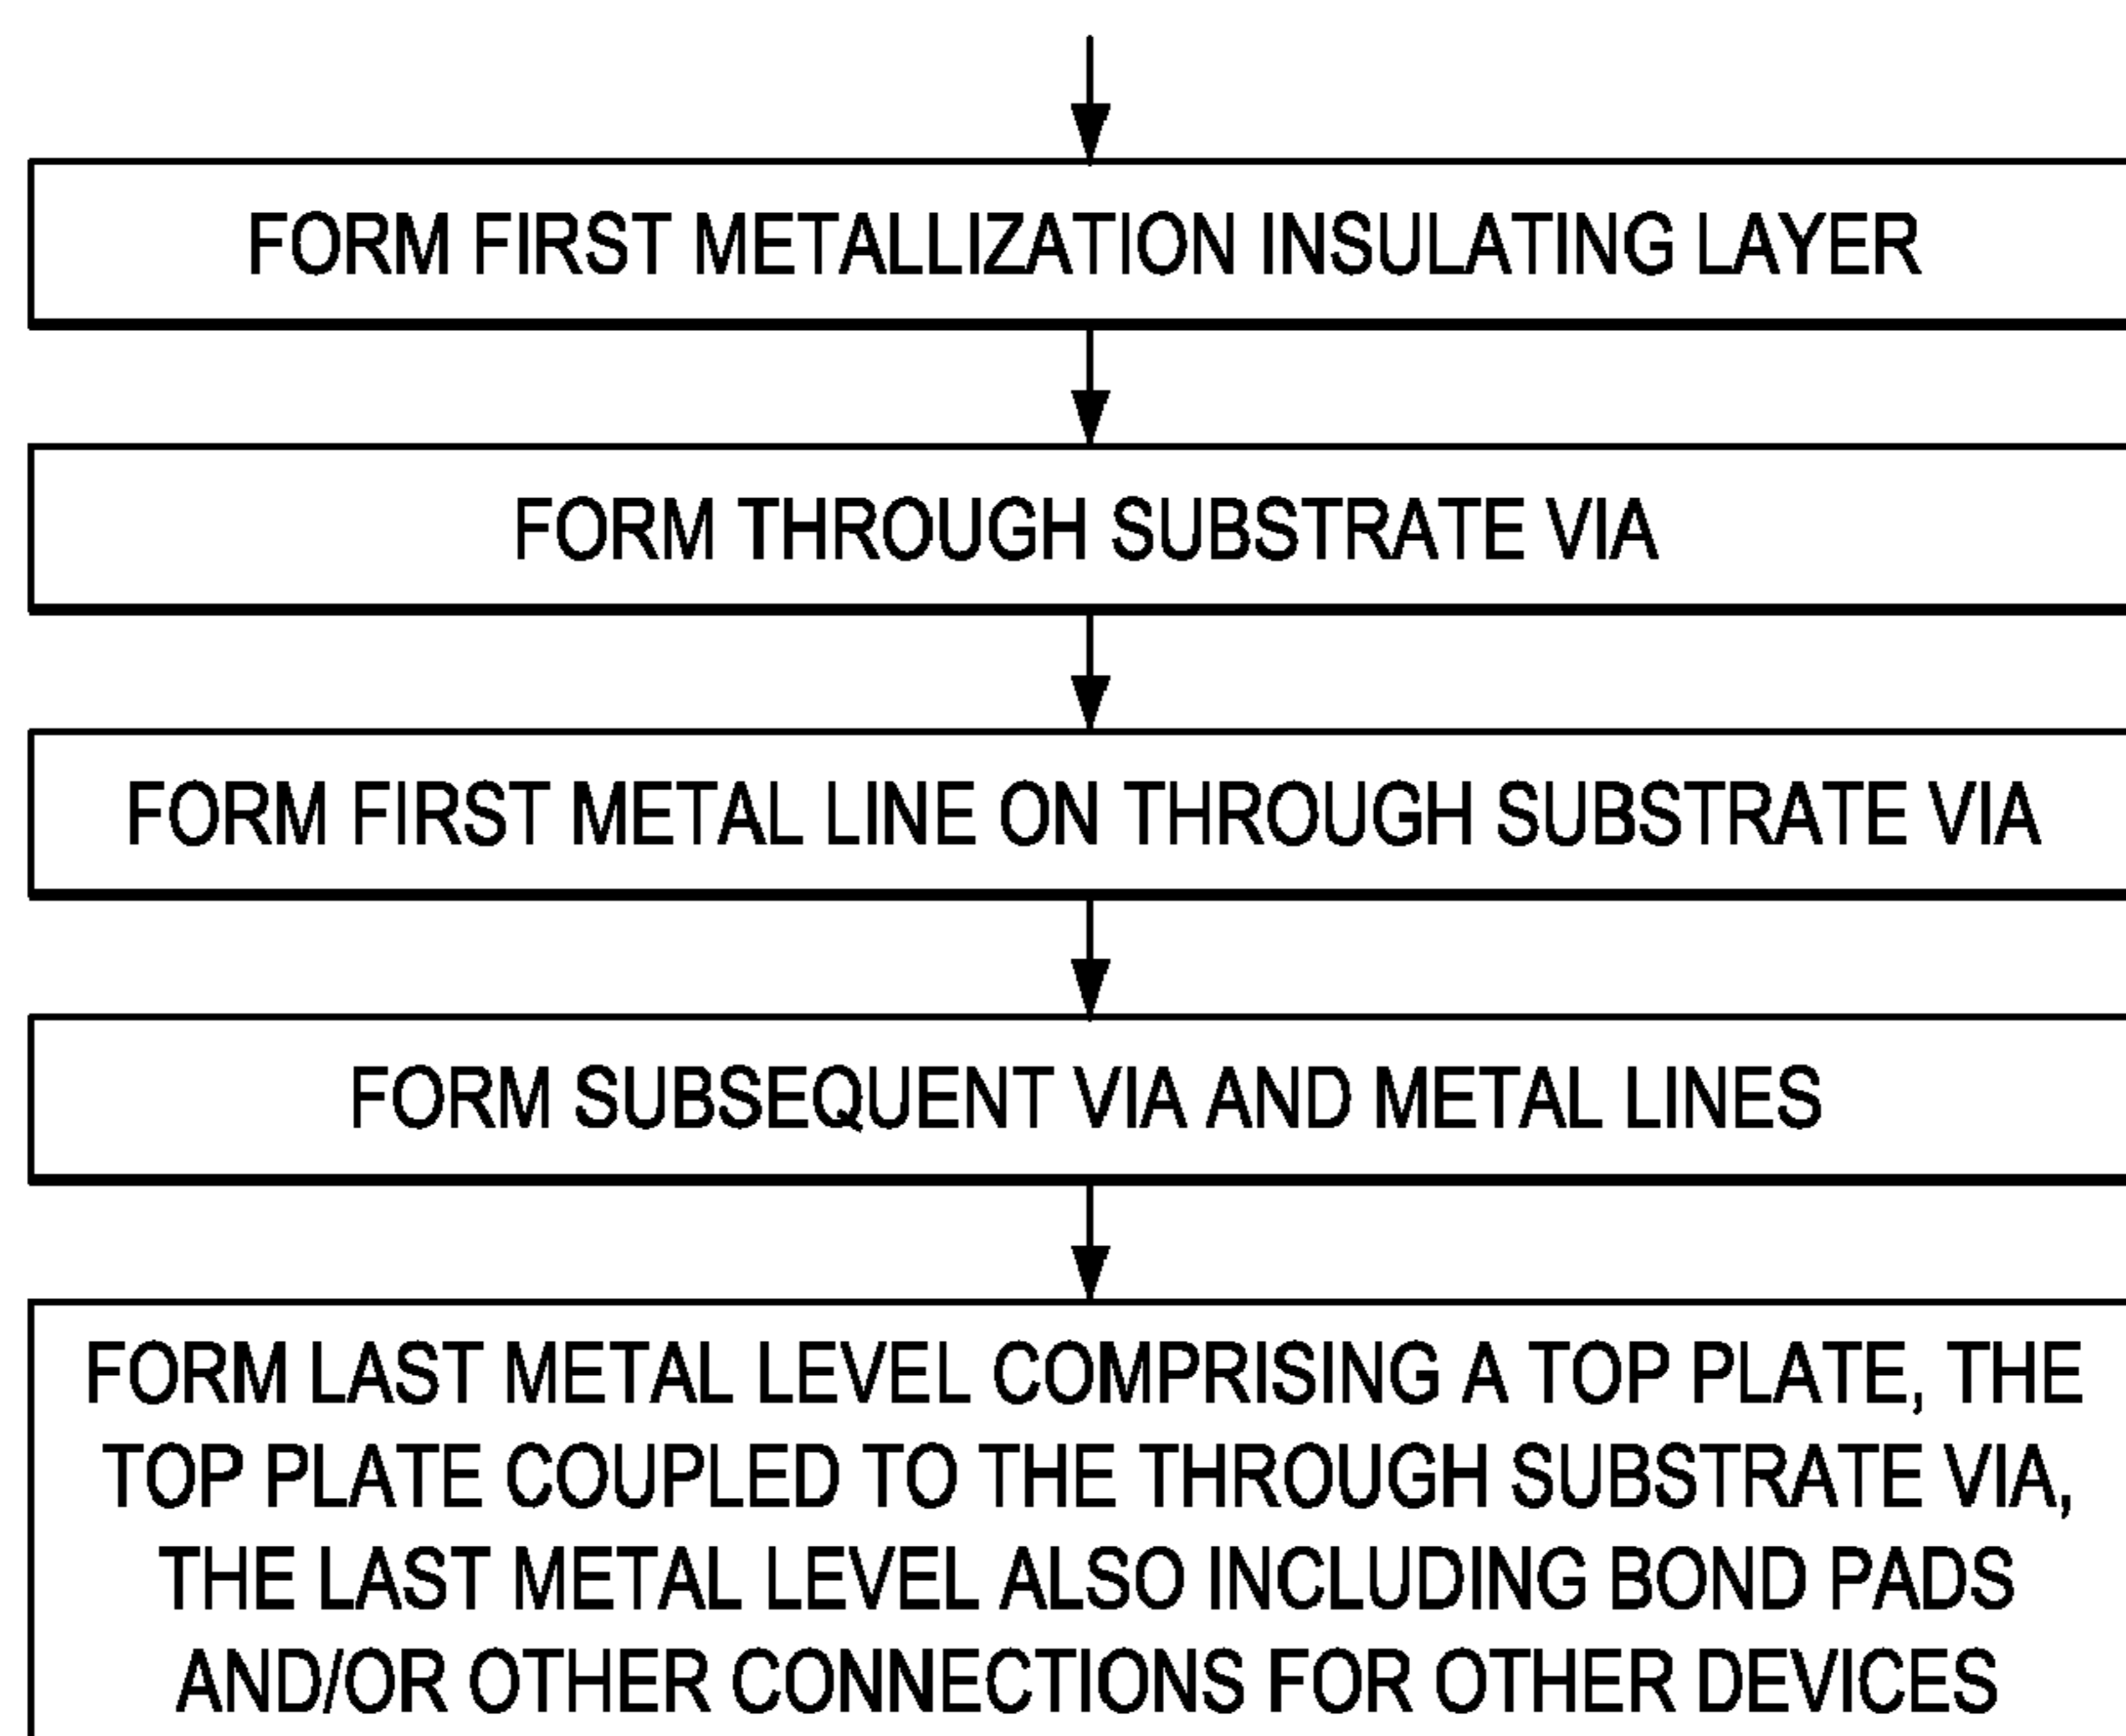 FORM FIRST METALLIZATION INSULATING LAYER
FORM THROUGH SUBSTRATE VIA
FORM FIRST METAL LINE ON THROUGH SUBSTRATE VIA
FORM SUBSEQUENT VIA AND METAL LINES
FORM LAST METAL LEVEL COMPRISING A TOP PLATE, THE
TOP PLATE COUPLED TO THE THROUGH SUBSTRATE VIA,
THE LAST METAL LEVEL ALSO INCLUDING BOND PADS
AND/OR OTHER CONNECTIONS FOR OTHER DEVICES